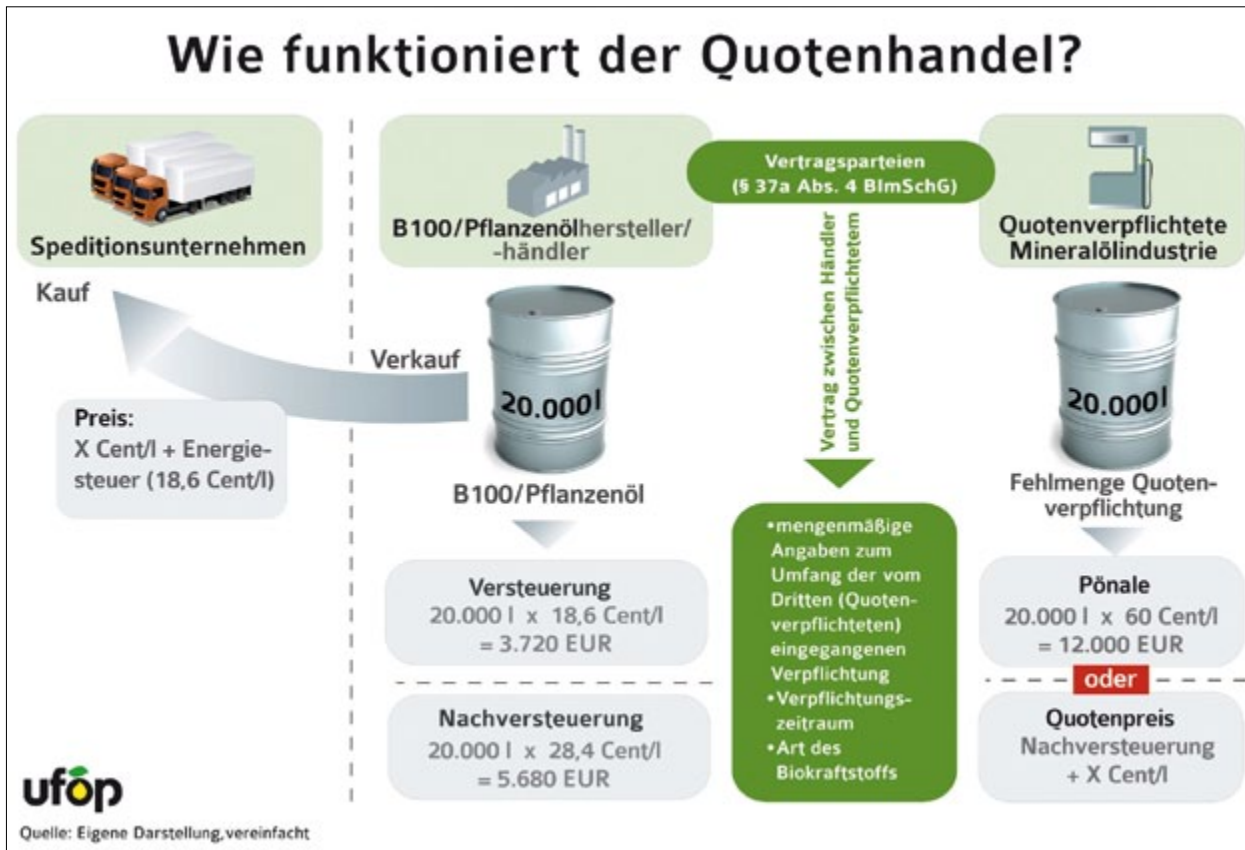 Wie funktioniert der Quotenhandel?
Speditionsunternehmen
Kauf
Preis:
X Cent/l + Energie-
steuer (18,6 Cent/l)
B100/Pflanzenölhersteller/
-händler
Verkauf
20.000 l
B100/Pflanzenöl
Versteuerung
20.000 l x 18,6 Cent/l
= 3.720 EUR
Nachversteuerung
20.000 l x 28,4 Cent/l
= 5.680 EUR
Vertragsparteien
(§ 37a Abs. 4 BImSchG)
Vertrag zwischen Händler
und Quotenverpflichtetem
•mengenmäßige
Angaben zum
Umfang der vom
Dritten (Quoten-
verpflichteten)
eingegangenen
Verpflichtung
•Verpflichtungs-
zeitraum
•Art des
Biokraftstoffs
Quotenverpflichtete
Mineralölindustrie
20.000 l
Fehlmenge Quoten-
verpflichtung
Pönale
20.000 l x 60 Cent/l
= 12.000 EUR
oder
Quotenpreis
Nachversteuerung
+ X Cent/l
ufop
Quelle: Eigene Darstellung, vereinfacht